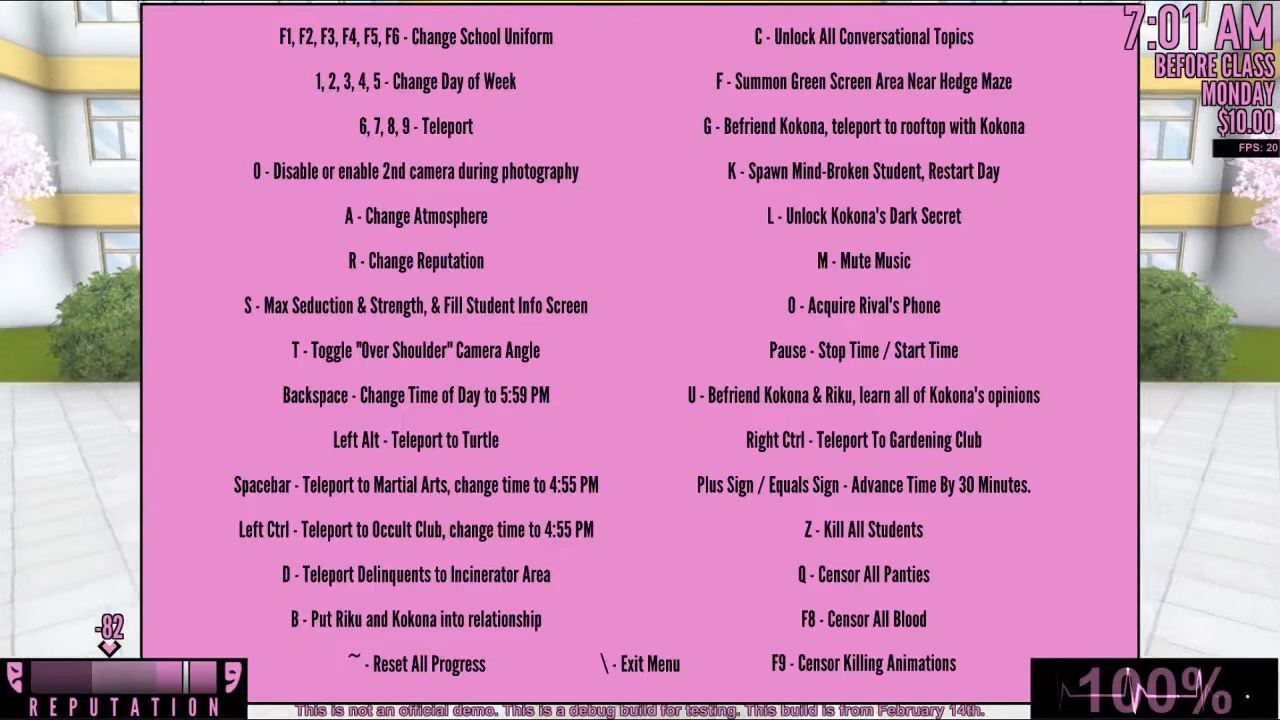 F1, F2, F3, F4, F5, F6 - Change School Uniform
1, 2, 3, 4, 5 - Change Day of Week
6, 7, 8, 9 - Teleport
0 - Disable or enable 2nd camera during photography
A - Change Atmosphere
R - Change Reputation
S - Max Seduction & Strength, & Fill Student Info Screen
T - Toggle "Over Shoulder" Camera Angle
Backspace - Change Time of Day to 5:59 PM
Left Alt - Teleport to Turtle
Spacebar - Teleport to Martial Arts, change time to 4:55 PM
Left Ctrl - Teleport to Occult Club, change time to 4:55 PM
D - Teleport Delinquents to Incinerator Area
B - Put Riku and Kokona into relationship
~ - Reset All Progress
\ - Exit Menu
C - Unlock All Conversational Topics
F - Summon Green Screen Area Near Hedge Maze
G - Befriend Kokona, teleport to rooftop with Kokona
K - Spawn Mind-Broken Student, Restart Day
L - Unlock Kokona's Dark Secret
M - Mute Music
O - Acquire Rival's Phone
Pause - Stop Time / Start Time
U - Befriend Kokona & Riku, learn all of Kokona's opinions
Right Ctrl - Teleport To Gardening Club
Plus Sign / Equals Sign - Advance Time By 30 Minutes.
Z - Kill All Students
Q - Censor All Panties
F8 - Censor All Blood
F9 - Censor Killing Animations
7:01 AM
BEFORE CLASS
MONDAY
$10.00
FPS: 20
-82
REPUTATION
100%
This is not an official demo. This is a debug build for testing. This build is from February 14th.